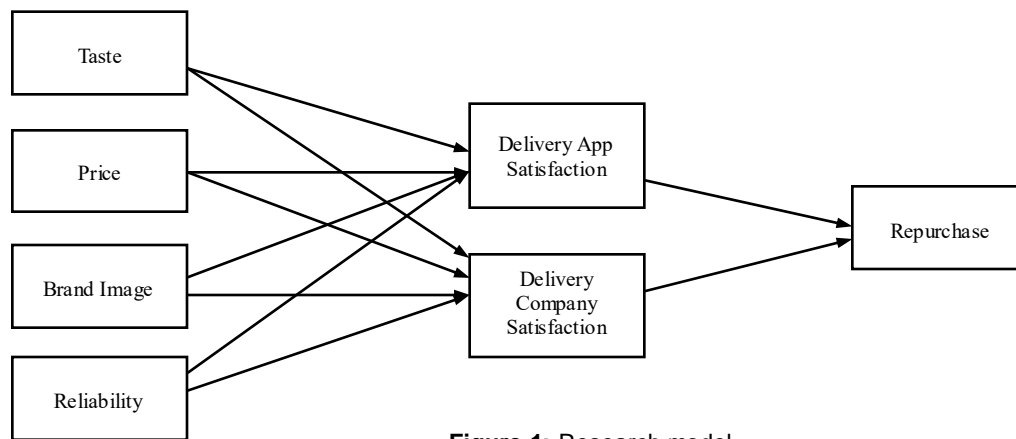 Taste
Price
Brand Image
Reliability
Delivery App
Satisfaction
Delivery
Company
Satisfaction
Repurchase
Figure 1: Research model